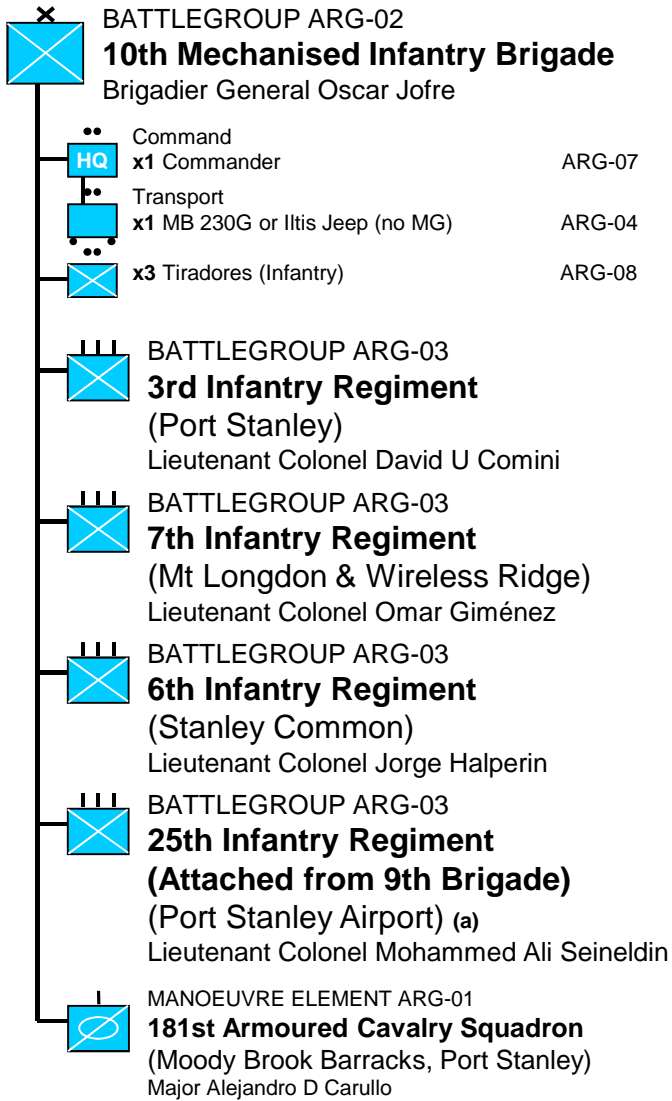 BATTLEGROUP ARG-02
10th Mechanised Infantry Brigade
Brigadier General Oscar Jofre
Command
HQ x1 Commander ARG-07
Transport
x1 MB 230G or Iltis Jeep (no MG) ARG-04
x3 Tiradores (Infantry) ARG-08
BATTLEGROUP ARG-03
3rd Infantry Regiment
(Port Stanley)
Lieutenant Colonel David U Comini
BATTLEGROUP ARG-03
7th Infantry Regiment
(Mt Longdon & Wireless Ridge)
Lieutenant Colonel Omar Giménez
BATTLEGROUP ARG-03
6th Infantry Regiment
(Stanley Common)
Lieutenant Colonel Jorge Halperin
BATTLEGROUP ARG-03
25th Infantry Regiment
(Attached from 9th Brigade)
(Port Stanley Airport) (a)
Lieutenant Colonel Mohammed Ali Seineldin
MANOEUVRE ELEMENT ARG-01
181st Armoured Cavalry Squadron
(Moody Brook Barracks, Port Stanley)
Major Alejandro D Carullo